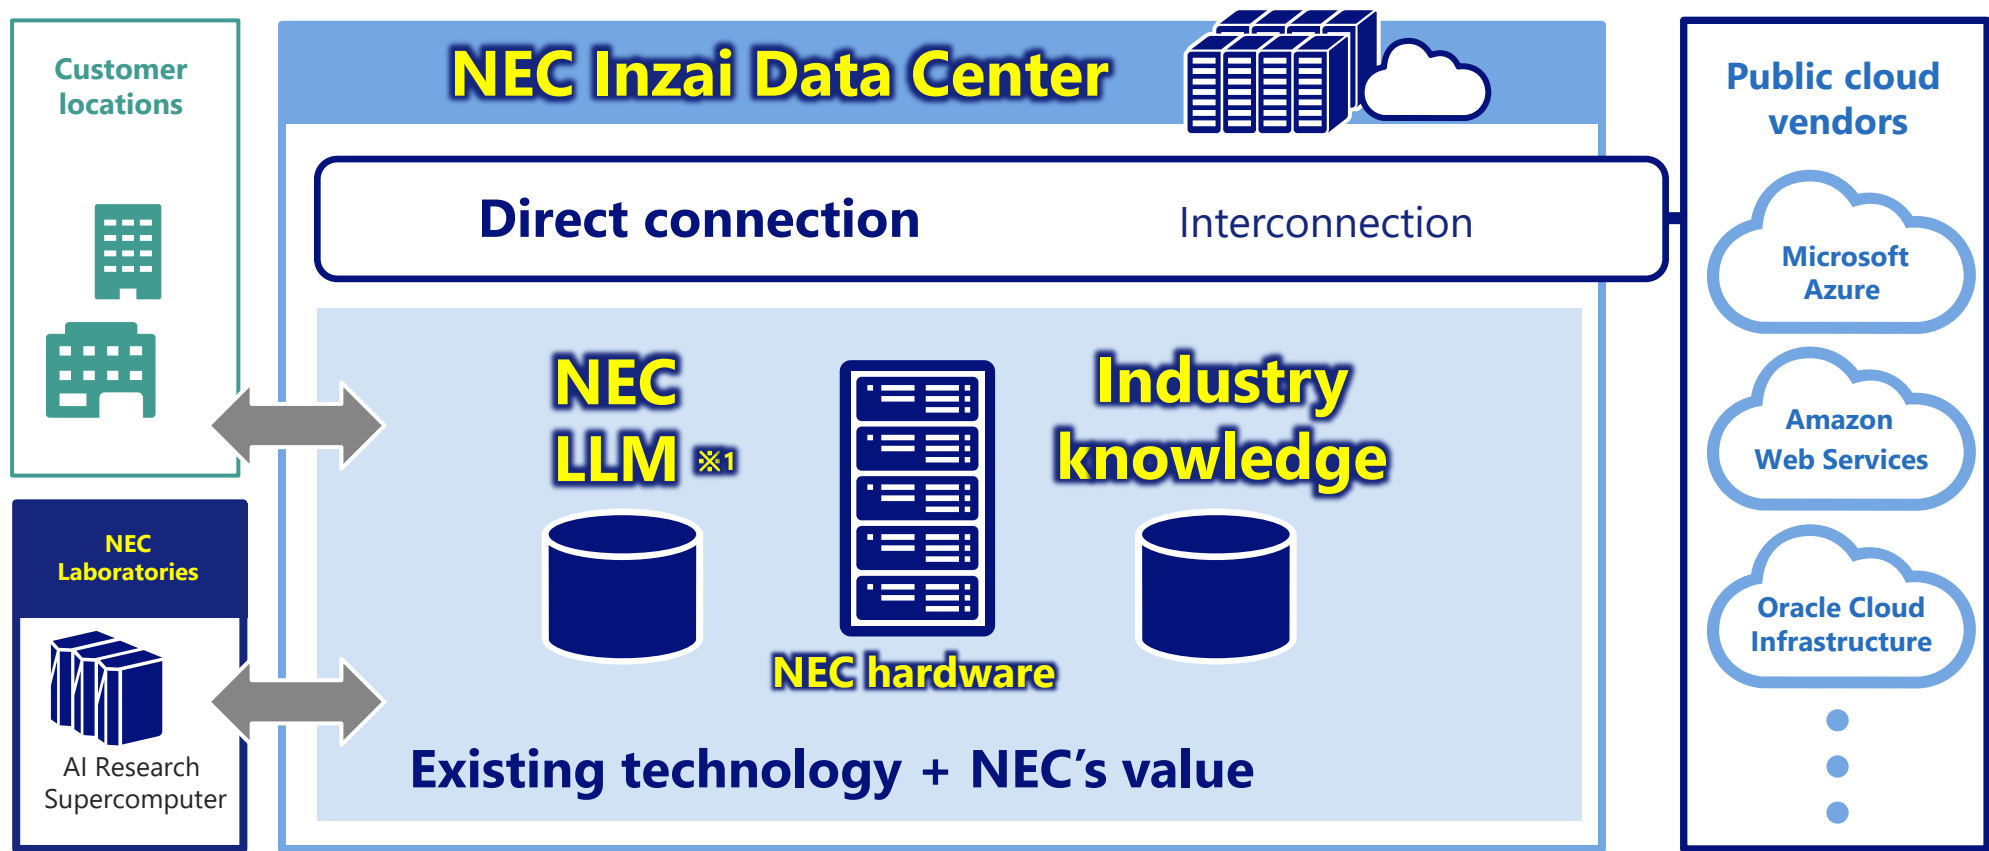 Customer
locations
NEC Inzai Data Center
Direct connection
Interconnection
NEC
LLM ※1
Industry
knowledge
NEC hardware
Existing technology + NEC’s value
NEC
Laboratories
AI Research
Supercomputer
Public cloud
vendors
Microsoft
Azure
Amazon
Web Services
Oracle Cloud
Infrastructure